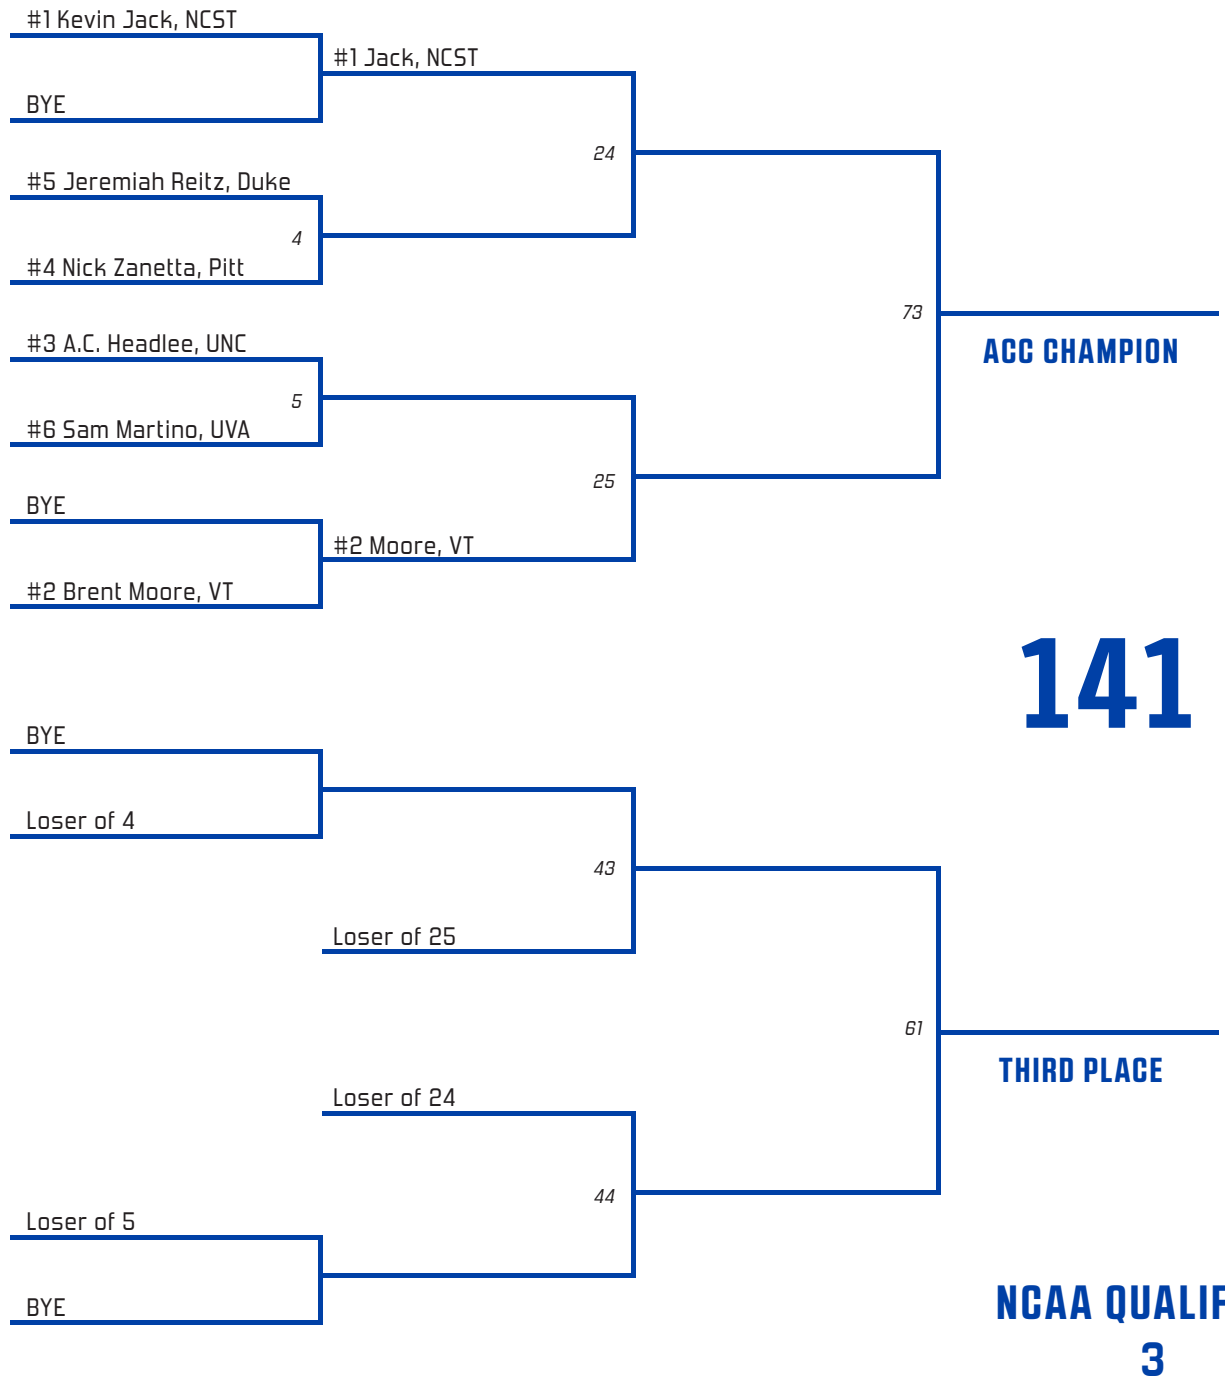 #1 Kevin Jack, NCST
#1 Jack, NCST
BYE
24
#5 Jeremiah Reitz, Duke
4
#4 Nick Zanetta, Pitt
73
#3 A.C. Headlee, UNC
ACC CHAMPION
5
#6 Sam Martino, UVA
25
BYE
#2 Moore, VT
#2 Brent Moore, VT
141
BYE
Loser of 4
43
Loser of 25
61
THIRD PLACE
Loser of 24
44
Loser of 5
BYE
NCAA QUALIF
3